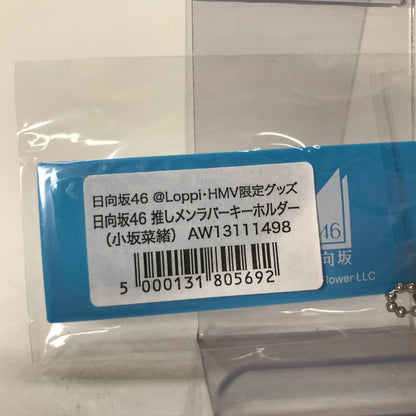 日向坂46 @Loppi・HMV限定グッズ
日向坂46 推しメンラバーキーホルダー
（小坂菜緒） AW13111498
5 000131 805692
46
向坂
Flower LLC